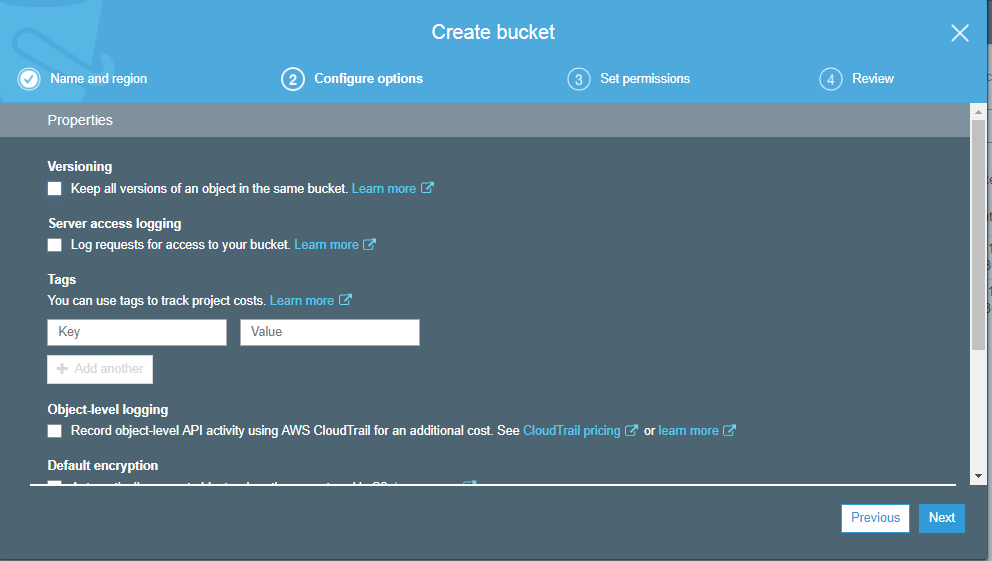 Create bucket
Name and region
2 Configure options
3 Set permissions
4 Review
Properties
Versioning
Keep all versions of an object in the same bucket. Learn more
Server access logging
Log requests for access to your bucket. Learn more
Tags
You can use tags to track project costs. Learn more
Key Value
Add another
Object-level logging
Record object-level API activity using AWS CloudTrail for an additional cost. See CloudTrail pricing or learn more
Default encryption
Previous Next